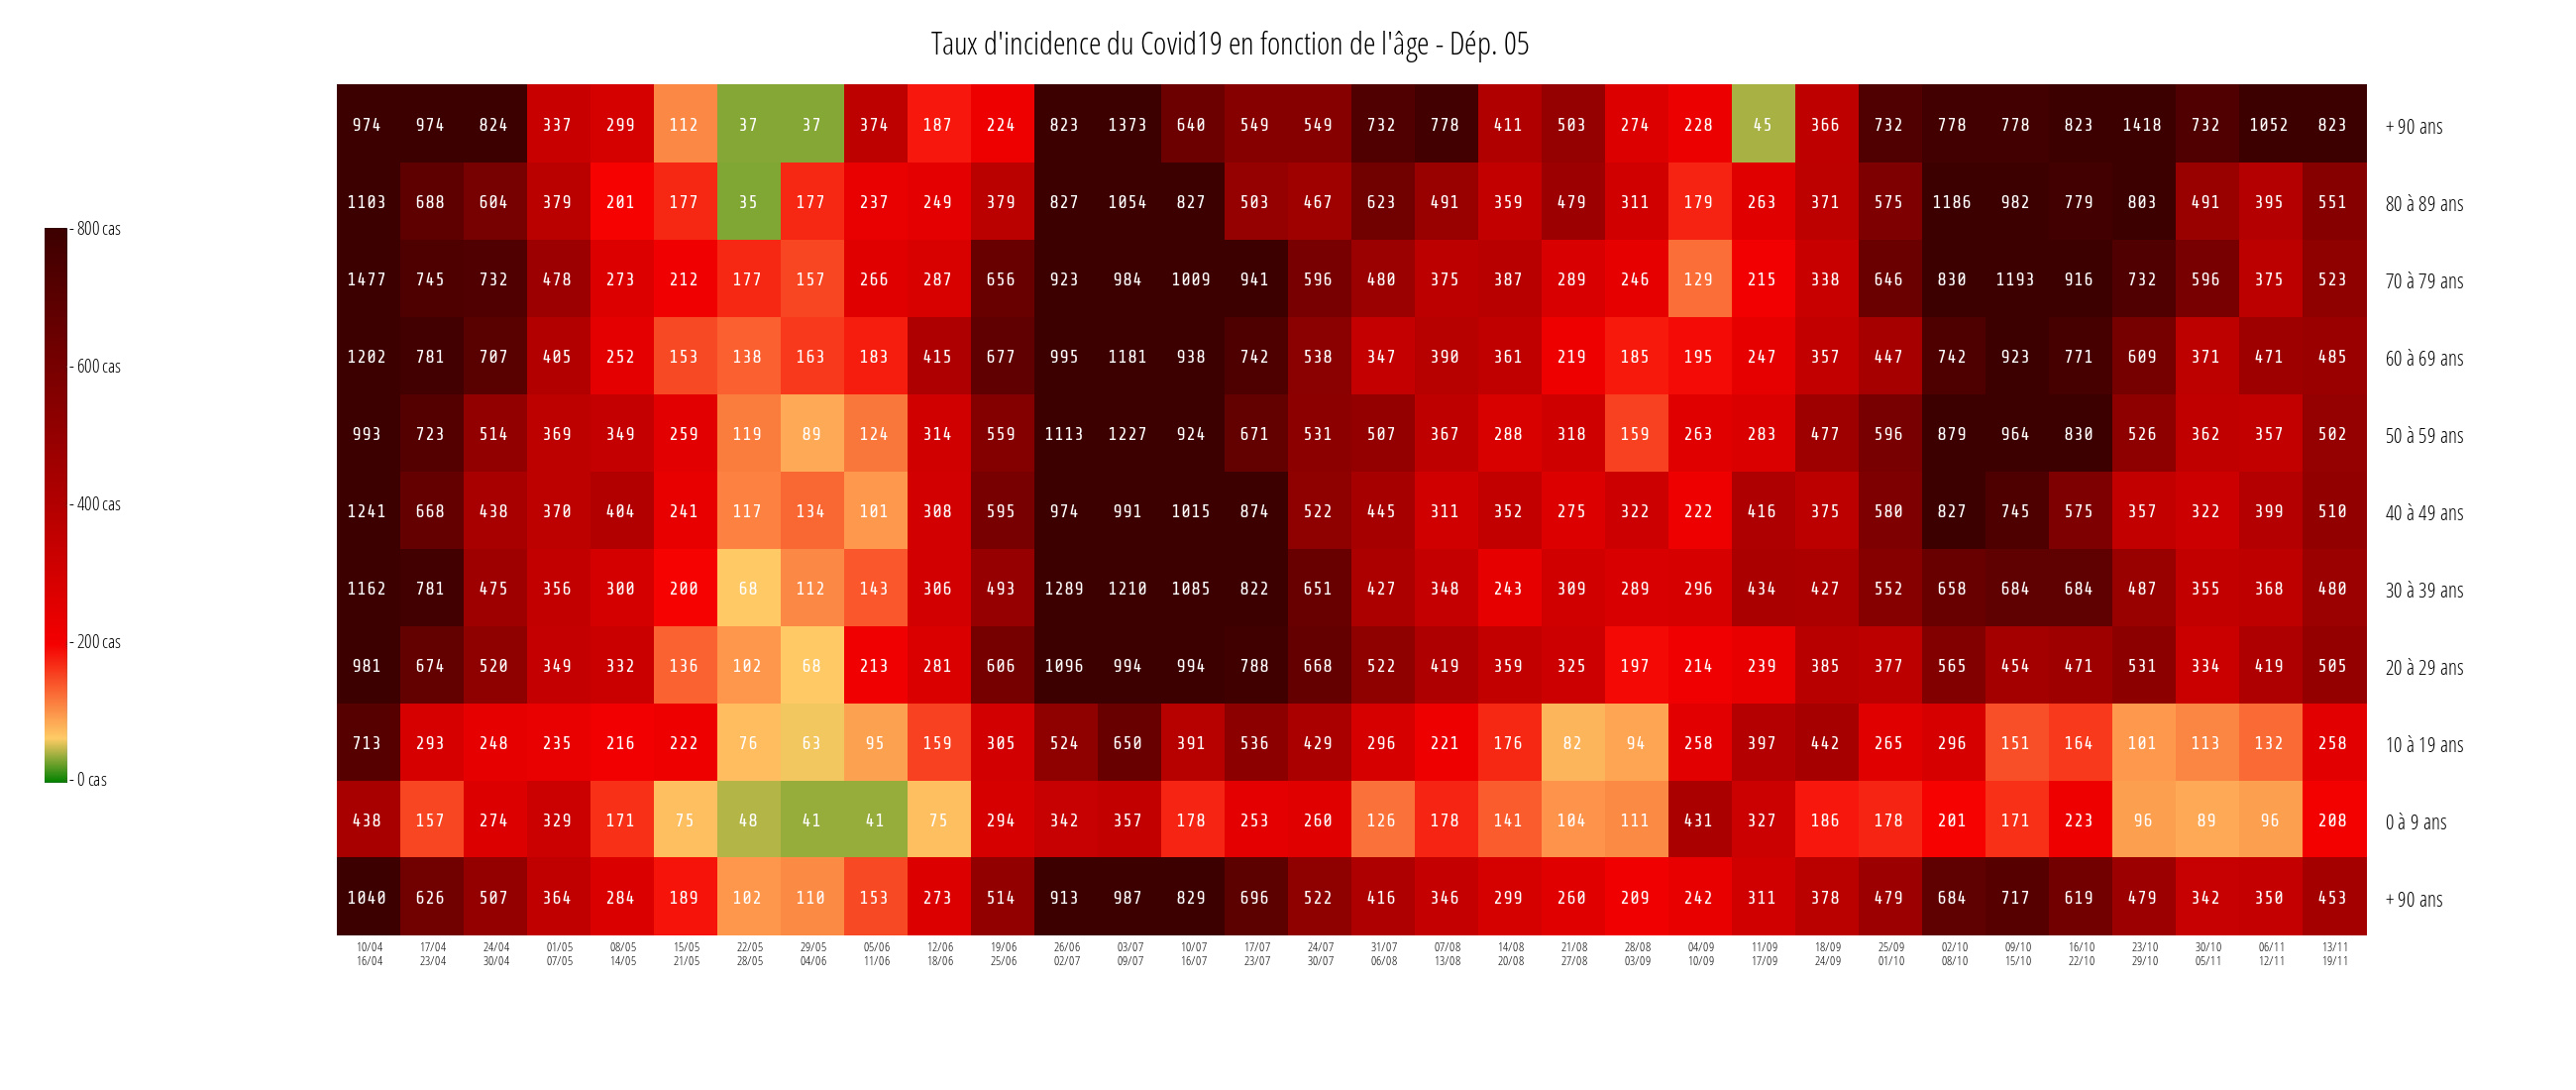 Taux d'incidence du Covid19 en fonction de l'âge - Dép. 05
- 800 cas
- 600 cas
- 400 cas
- 200 cas
- 0 cas
974 974 824 337 299 112 37 37 374 187 224 823 1373 640 549 549 732 778 411 503 274 228 45 366 732 778 778 823 1418 732 1052 823 + 90 ans
1103 688 604 379 201 177 35 177 237 249 379 827 1054 827 503 467 623 491 359 479 311 179 263 371 575 1186 982 779 803 491 395 551 80 à 89 ans
1477 745 732 478 273 212 177 157 266 287 656 923 984 1009 941 596 480 375 387 289 246 129 215 338 646 830 1193 916 732 596 375 523 70 à 79 ans
1202 781 707 405 252 153 138 163 183 415 677 995 1181 938 742 538 347 390 361 219 185 195 247 357 447 742 923 771 609 371 471 485 60 à 69 ans
993 723 514 369 349 259 119 89 124 314 559 1113 1227 924 671 531 507 367 288 318 159 263 283 477 596 879 964 830 526 362 357 502 50 à 59 ans
1241 668 438 370 404 241 117 134 101 308 595 974 991 1015 874 522 445 311 352 275 322 222 416 375 580 827 745 575 357 322 399 510 40 à 49 ans
1162 781 475 356 300 200 68 112 143 306 493 1289 1210 1085 822 651 427 348 243 309 289 296 434 427 552 658 684 684 487 355 368 480 30 à 39 ans
981 674 520 349 332 136 102 68 213 281 606 1096 994 994 788 668 522 419 359 325 197 214 239 385 377 565 454 471 531 334 419 505 20 à 29 ans
713 293 248 235 216 222 76 63 95 159 305 524 650 391 536 429 296 221 176 82 94 258 397 442 265 296 151 164 101 113 132 258 10 à 19 ans
438 157 274 329 171 75 48 41 41 75 294 342 357 178 253 260 126 178 141 104 111 431 327 186 178 201 171 223 96 89 96 208 0 à 9 ans
1040 626 507 364 284 189 102 110 153 273 514 913 987 829 696 522 416 346 299 260 209 242 311 378 479 684 717 619 479 342 350 453 + 90 ans
10/04 17/04 24/04 01/05 08/05 15/05 22/05 29/05 05/06 12/06 19/06 26/06 03/07 10/07 17/07 24/07 31/07 07/08 14/08 21/08 28/08 04/09 11/09 18/09 25/09 02/10 09/10 16/10 23/10 30/10 06/11 13/11
16/04 23/04 30/04 07/05 14/05 21/05 28/05 04/06 11/06 18/06 25/06 02/07 09/07 16/07 23/07 30/07 06/08 13/08 20/08 27/08 03/09 10/09 17/09 24/09 01/10 08/10 15/10 22/10 29/10 05/11 12/11 19/11